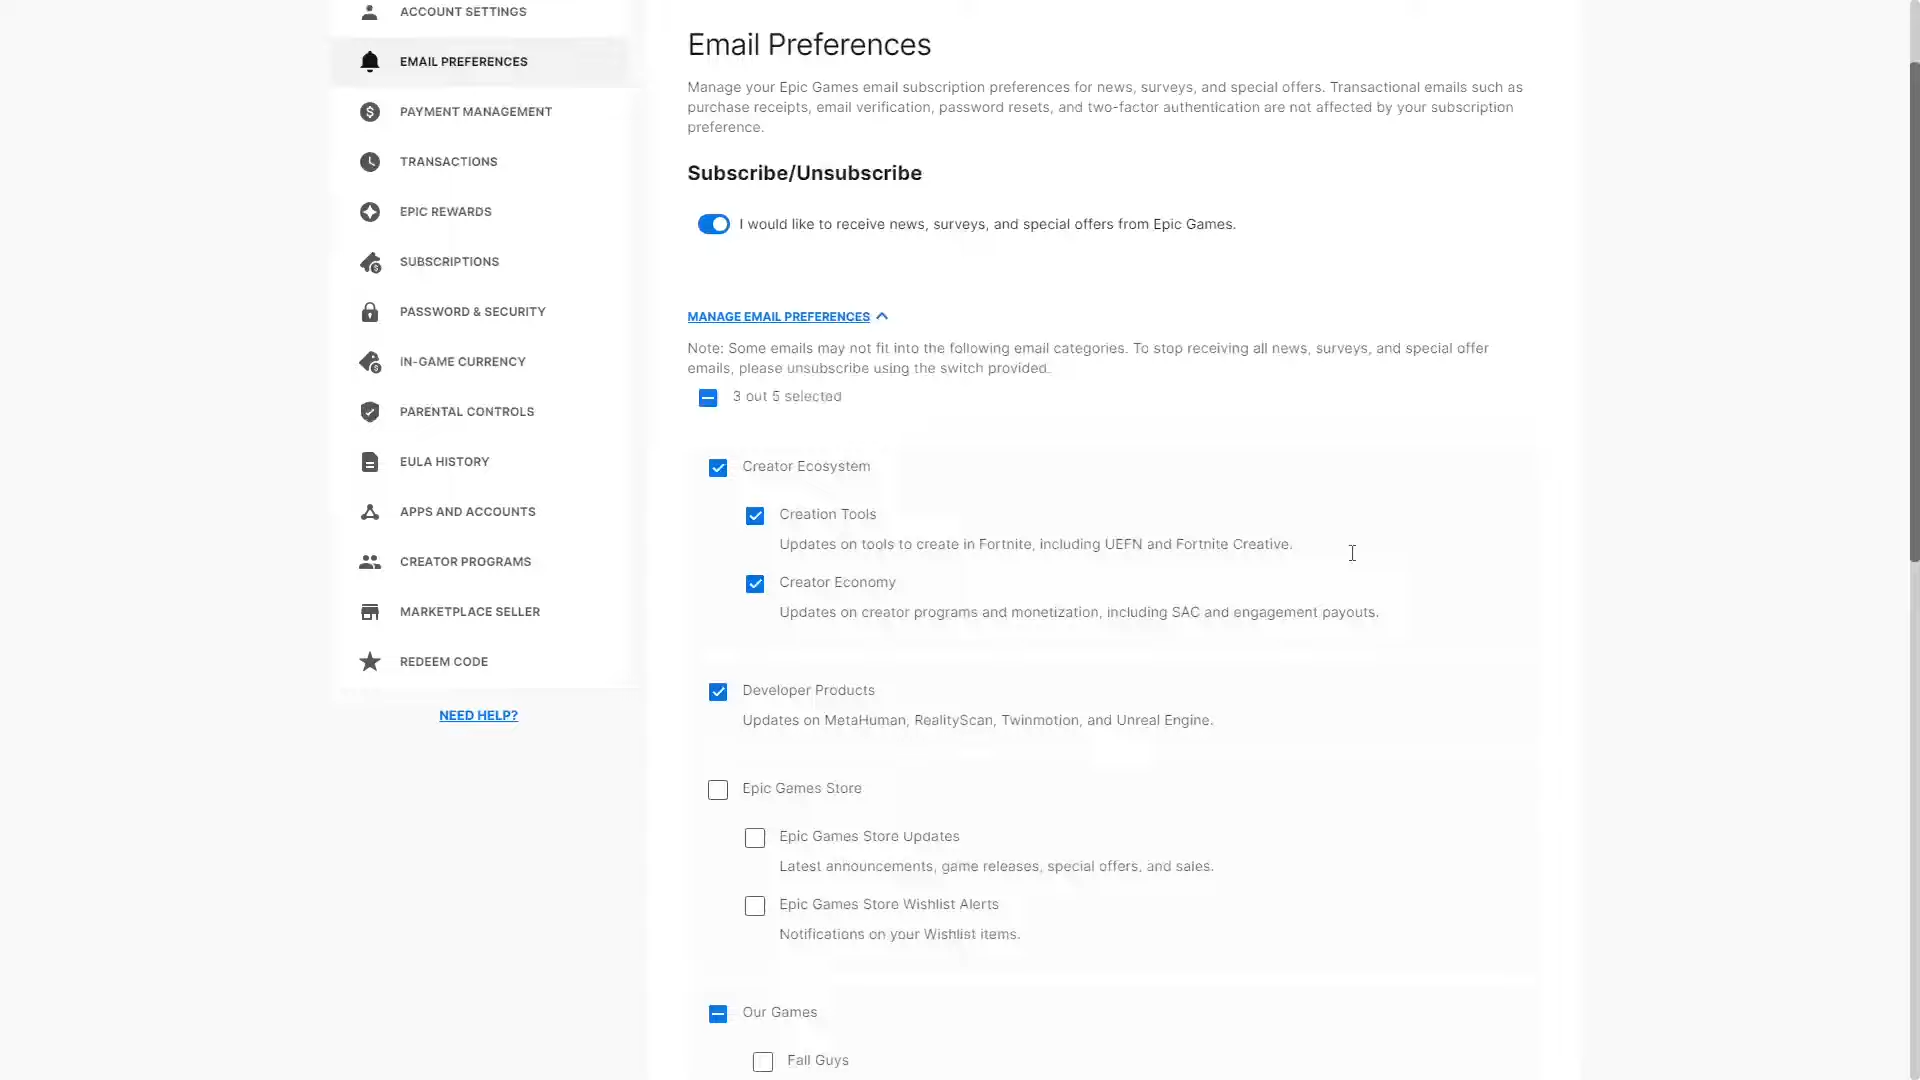 ACCOUNT SETTINGS
EMAIL PREFERENCES
PAYMENT MANAGEMENT
TRANSACTIONS
EPIC REWARDS
SUBSCRIPTIONS
PASSWORD & SECURITY
IN-GAME CURRENCY
PARENTAL CONTROLS
EULA HISTORY
APPS AND ACCOUNTS
CREATOR PROGRAMS
MARKETPLACE SELLER
REDEEM CODE
NEED HELP?
Email Preferences
Manage your Epic Games email subscription preferences for news, surveys, and special offers. Transactional emails such as
purchase receipts, email verification, password resets, and two-factor authentication are not affected by your subscription
preference.
Subscribe/Unsubscribe
I would like to receive news, surveys, and special offers from Epic Games.
MANAGE EMAIL PREFERENCES
Note: Some emails may not fit into the following email categories. To stop receiving all news, surveys, and special offer
emails, please unsubscribe using the switch provided.
3 out 5 selected
Creator Ecosystem
Creation Tools
Updates on tools to create in Fortnite, including UEFN and Fortnite Creative.
Creator Economy
Updates on creator programs and monetization, including SAC and engagement payouts.
Developer Products
Updates on MetaHuman, RealityScan, Twinmotion, and Unreal Engine.
Epic Games Store
Epic Games Store Updates
Latest announcements, game releases, special offers, and sales.
Epic Games Store Wishlist Alerts
Notifications on your Wishlist items.
Our Games
Fall Guys